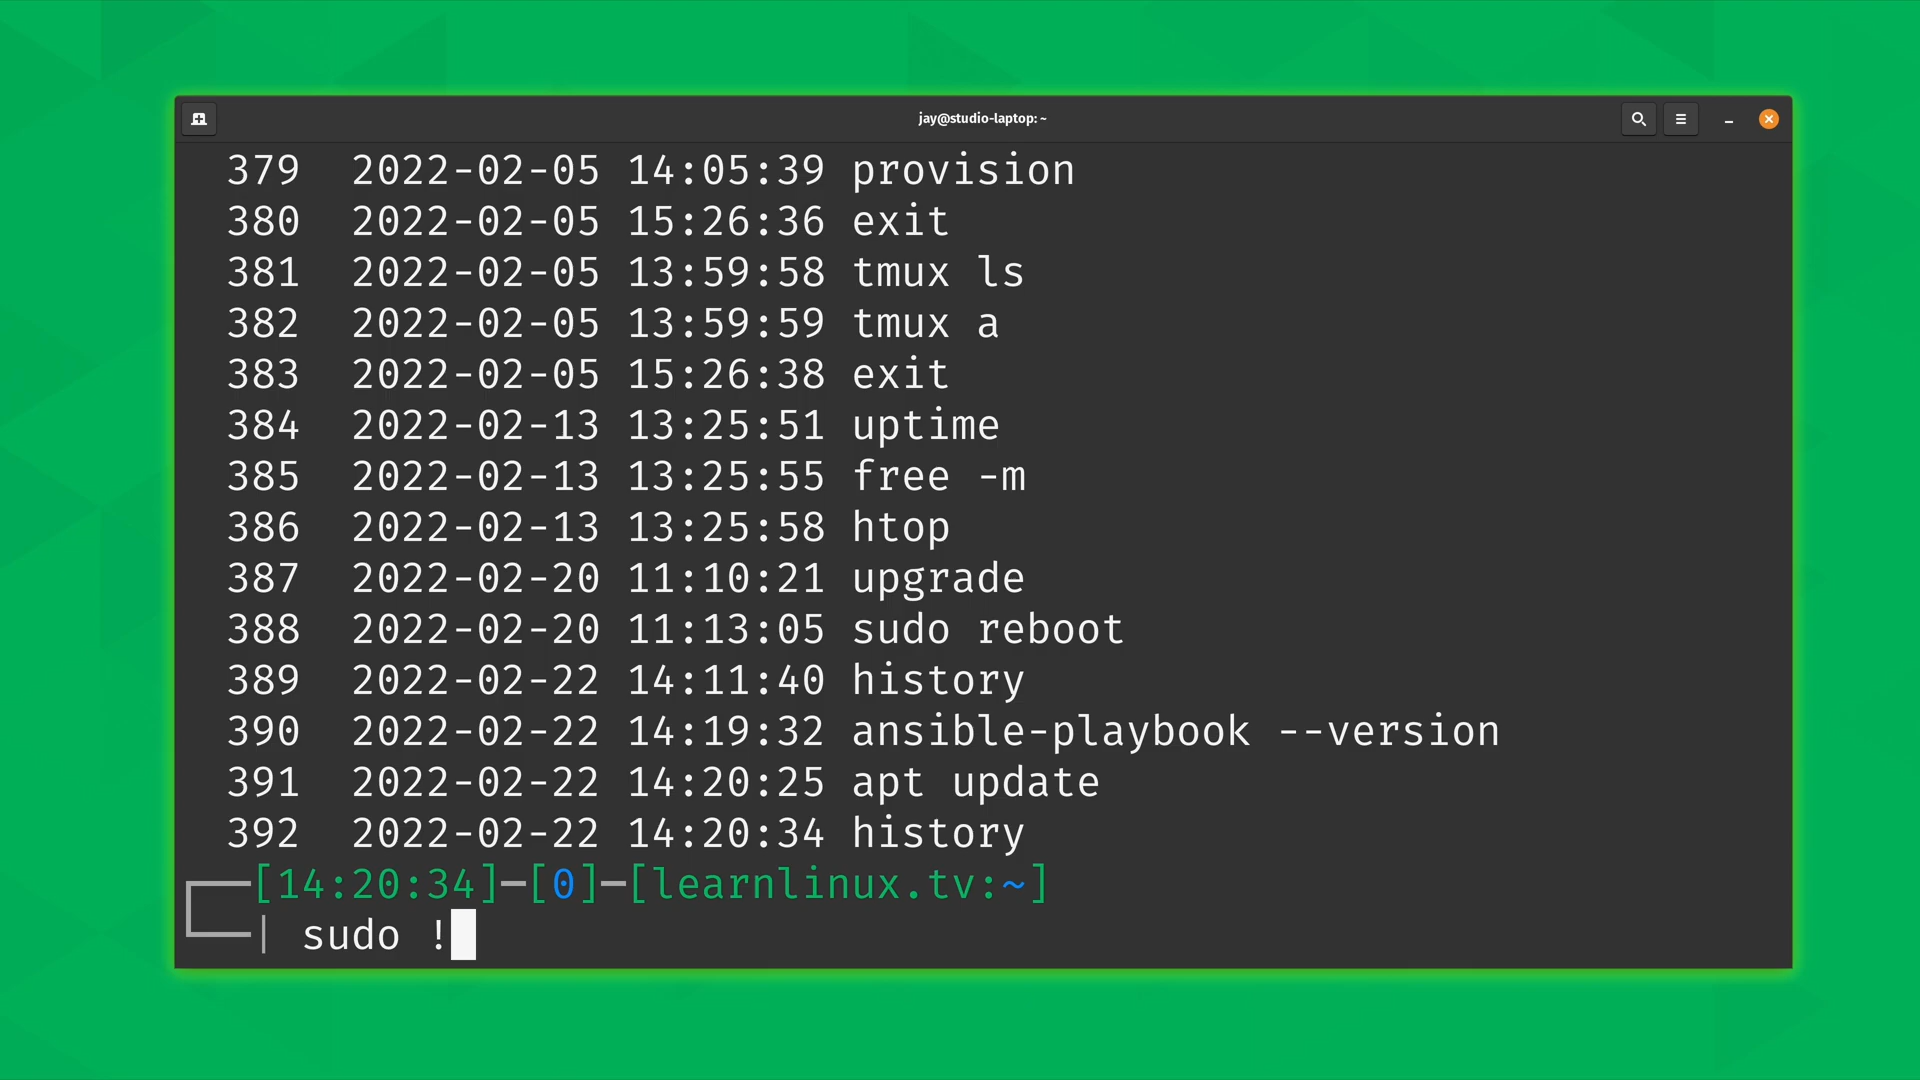 jay@studio-laptop: ~
379 2022-02-05 14:05:39 provision
380 2022-02-05 15:26:36 exit
381 2022-02-05 13:59:58 tmux ls
382 2022-02-05 13:59:59 tmux a
383 2022-02-05 15:26:38 exit
384 2022-02-13 13:25:51 uptime
385 2022-02-13 13:25:55 free -m
386 2022-02-13 13:25:58 htop
387 2022-02-20 11:10:21 upgrade
388 2022-02-20 11:13:05 sudo reboot
389 2022-02-22 14:11:40 history
390 2022-02-22 14:19:32 ansible-playbook --version
391 2022-02-22 14:20:25 apt update
392 2022-02-22 14:20:34 history
[14:20:34]─[0]─[learnlinux.tv:~]
| sudo !